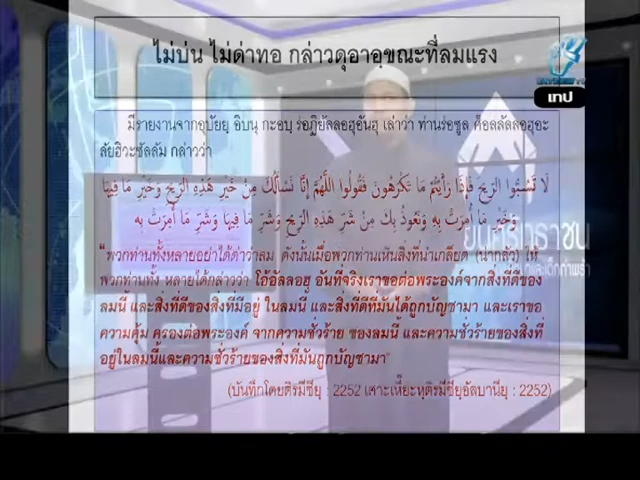 ไม่บ่น ไม่ด่าทอ กล่าวดุอาอฺขณะที่ลมแรง
เทป
มีรายงานจากอุบัยยฺ อิบนุ กะอบฺ รอฎิยัลลอฮุอันฮุ เล่าว่า ท่านร่อซูล ศ็อลลัลลอฮุอะ
ลัยฮิวะซัลลัม กล่าวว่า
لَا تَسُبُّوا الرِّيحَ فَإِذَا رَأَيْتُمْ مَا تَكْرَهُونَ فَقُولُوا اللَّهُمَّ إِنَّا نَسْأَلُكَ مِنْ خَيْرِ هَذِهِ الرِّيحِ وَخَيْرِ مَا فِيهَا
وَخَيْرِ مَا أُمِرَتْ بِهِ وَنَعُوذُ بِكَ مِنْ شَرِّ هَذِهِ الرِّيحِ وَشَرِّ مَا فِيهَا وَشَرِّ مَا أُمِرَتْ بِهِ
"พวกท่านทั้งหลายอย่าได้ด่าว่าลม ดังนั้นเมื่อพวกท่านเห็นสิ่งที่น่าเกลียด (น่ากลัว) ให้
พวกท่านทั้ง หลายได้กล่าวว่า โอ้อัลลอฮฺ อันที่จริงเราขอต่อพระองค์จากสิ่งที่ดีของ
ลมนี้ และสิ่งที่ดีของสิ่งที่มีอยู่ ในลมนี้ และสิ่งที่ดีที่มันได้ถูกบัญชามา และเราขอ
ความคุ้ม ครองต่อพระองค์ จากความชั่วร้าย ของลมนี้ และความชั่วร้ายของสิ่งที่
อยู่ในลมนี้และความชั่วร้ายของสิ่งที่มันถูกบัญชามา"
(บันทึกโดยติรมีซียฺ : 2252 เศาะเหี้ยะหฺติรมีซียฺอัลบานียฺ : 2252)